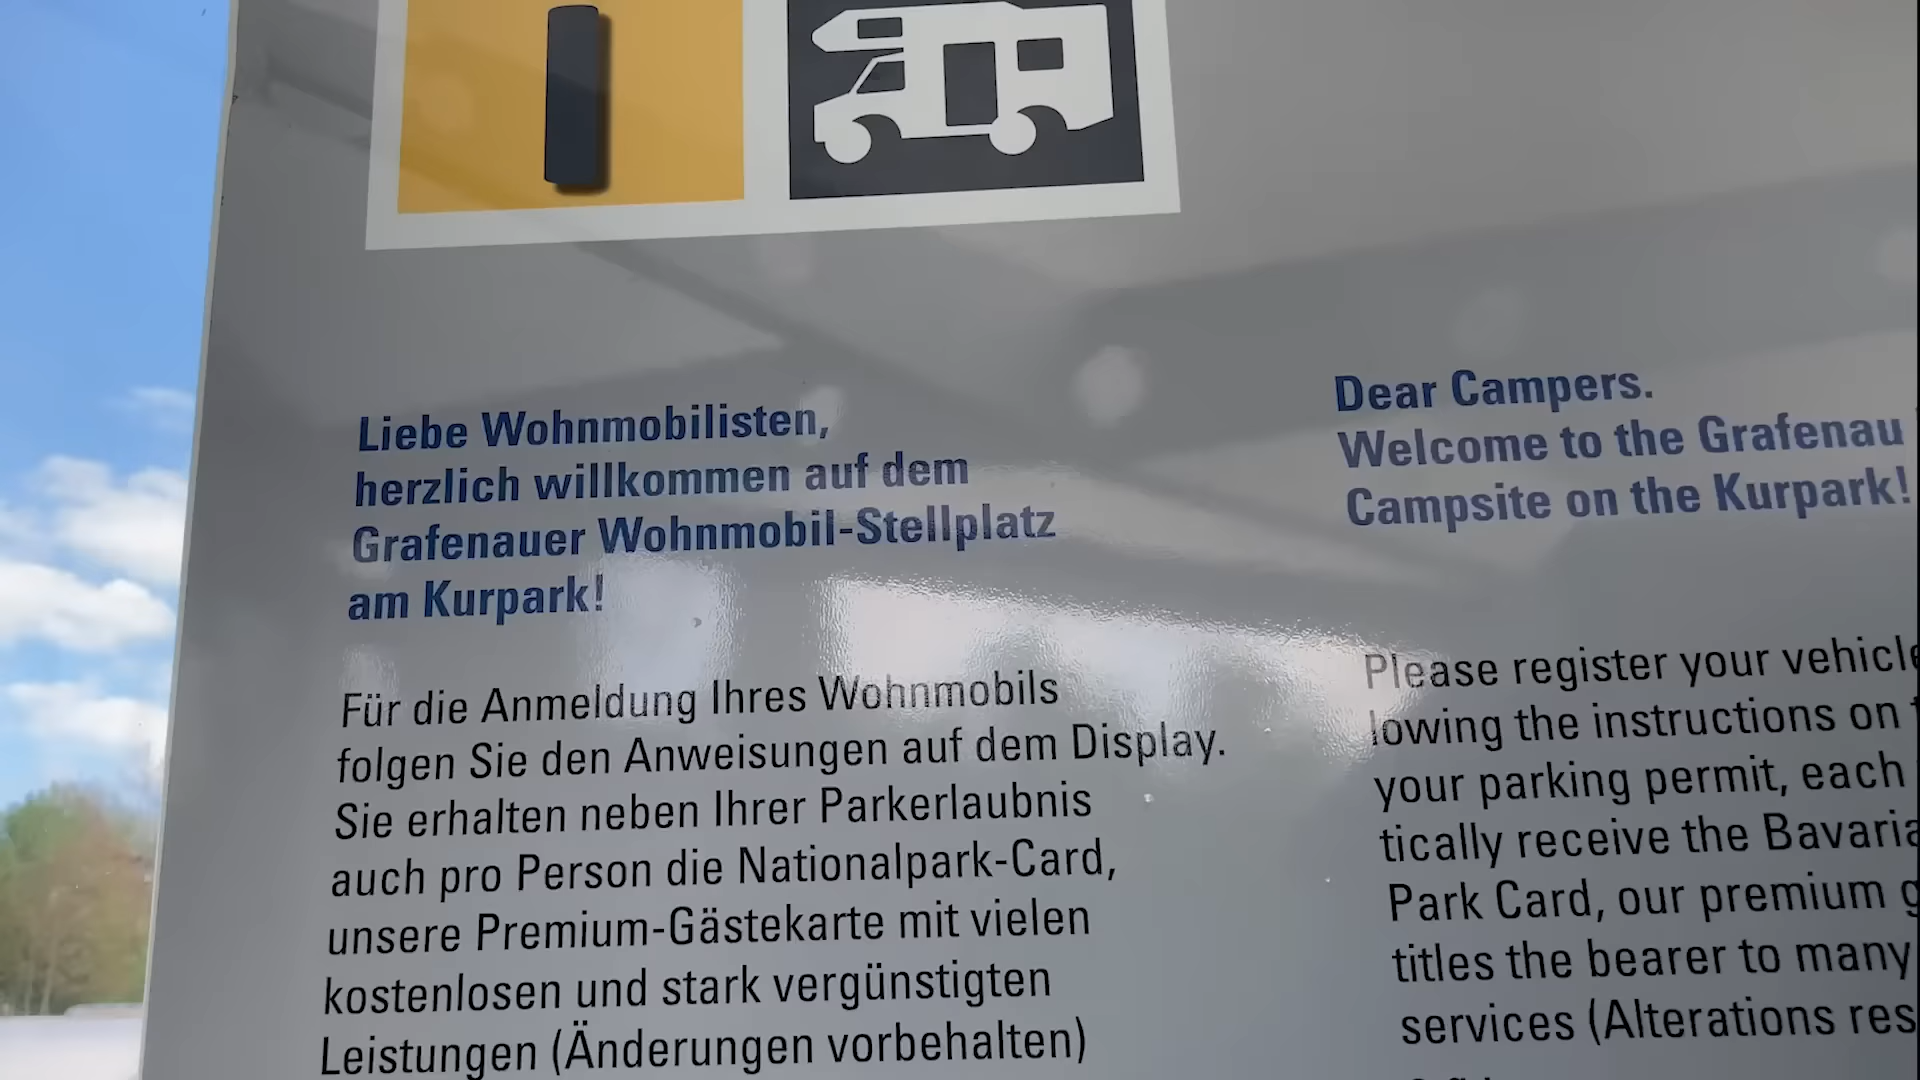 Liebe Wohnmobilisten,
herzlich willkommen auf dem
Grafenauer Wohnmobil-Stellplatz
am Kurpark!
Für die Anmeldung Ihres Wohnmobils
folgen Sie den Anweisungen auf dem Display.
Sie erhalten neben Ihrer Parkerlaubnis
auch pro Person die Nationalpark-Card,
unsere Premium-Gästekarte mit vielen
kostenlosen und stark vergünstigten
Leistungen (Änderungen vorbehalten)
Dear Campers.
Welcome to the Grafenau
Campsite on the Kurpark!
Please register your
lowing the instructions on
your parking permit, each
tically receive the
Park Card, our premium
titles the bearer to many
services (Alterations